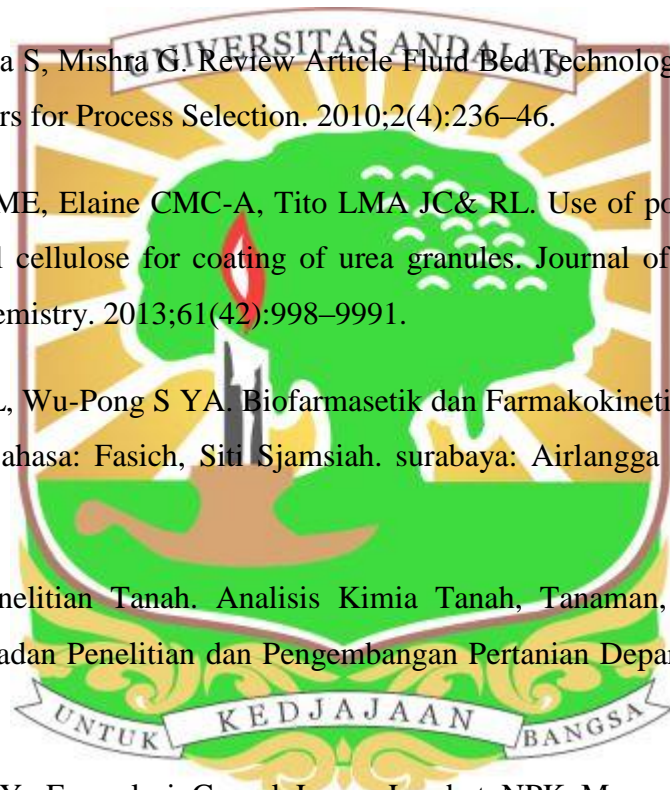 UNIVERSITAS ANDALAS
a S, Mishra G. Review Article Fluid Bed Technolog
rs for Process Selection. 2010;2(4):236–46.
ME, Elaine CMC-A, Tito LMA JC& RL. Use of po
l cellulose for coating of urea granules. Journal of
emistry. 2013;61(42):998–9991.
L, Wu-Pong S YA. Biofarmasetik dan Farmakokineti
ahasa: Fasich, Siti Sjamsiah. surabaya: Airlangga
nelitian Tanah. Analisis Kimia Tanah, Tanaman,
adan Penelitian dan Pengembangan Pertanian Depar
UNTUK KEDJAJAAN BANGSA